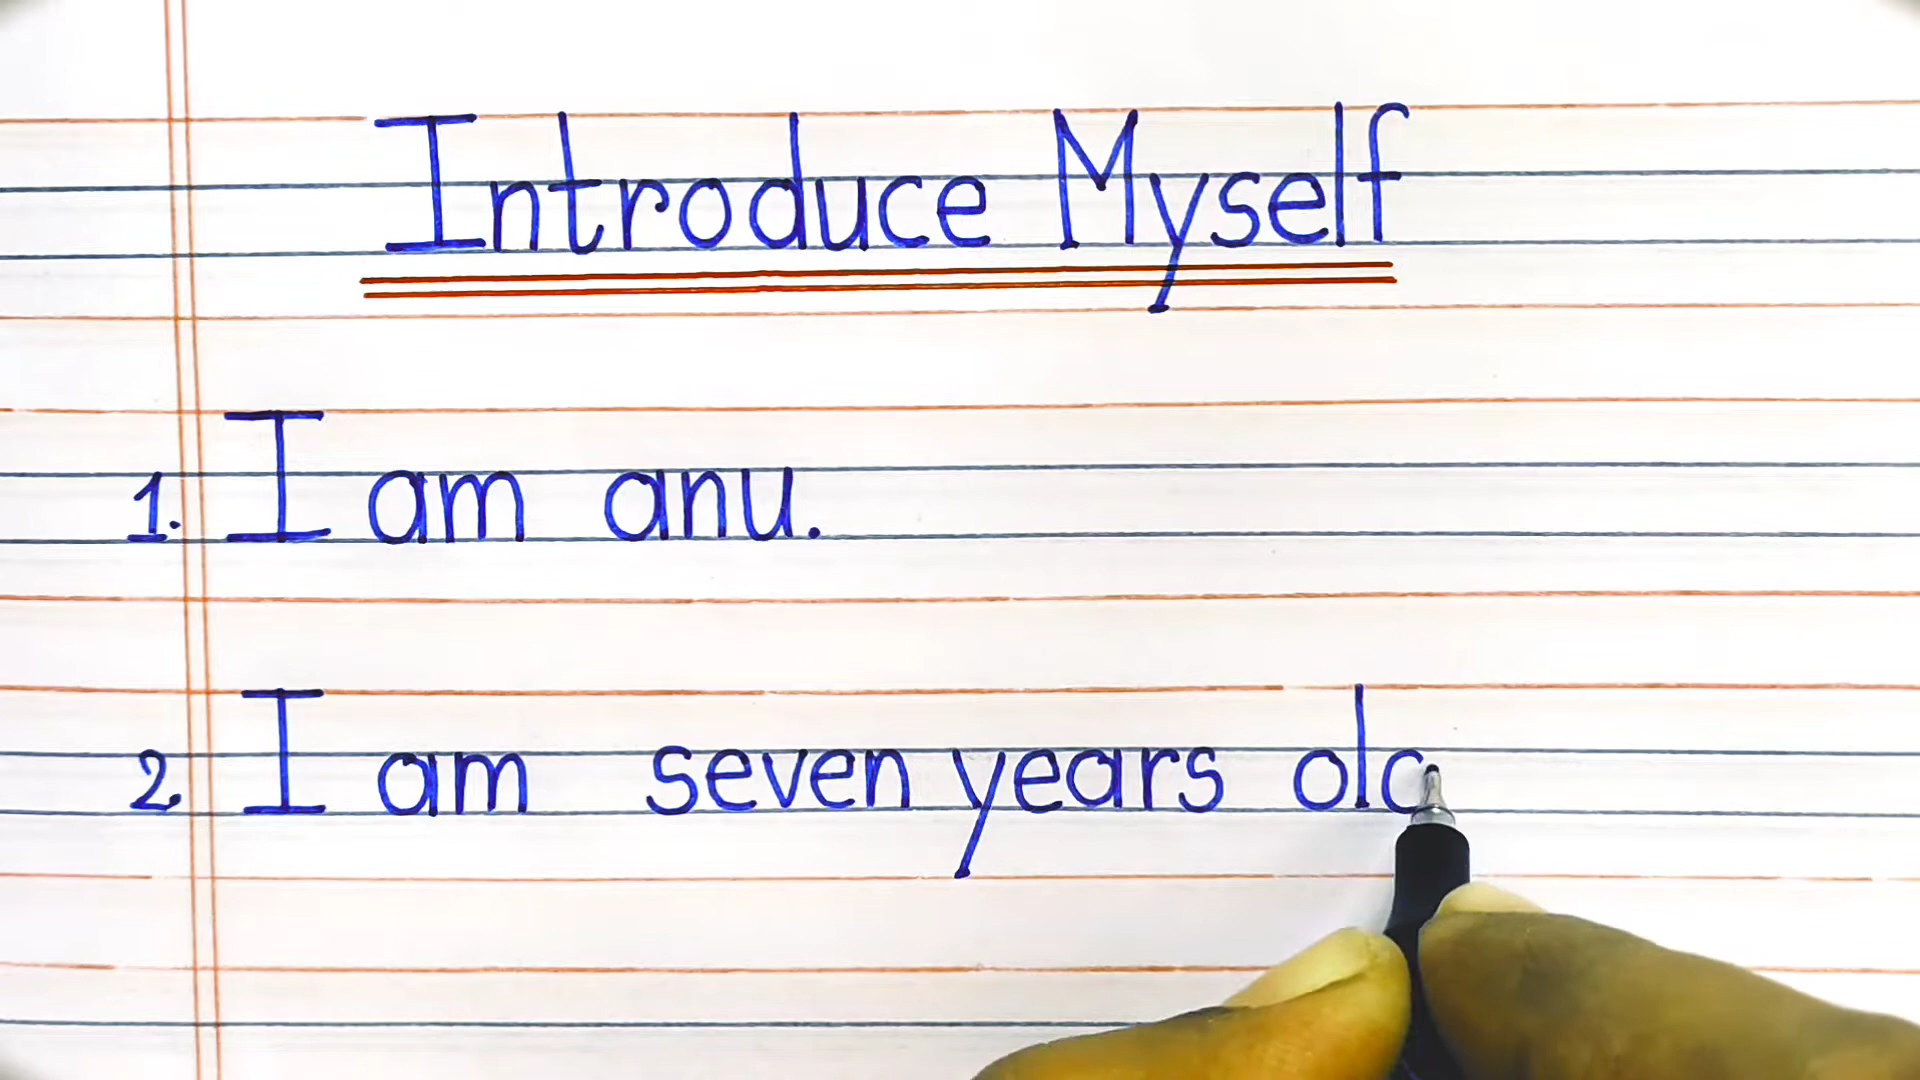 Introduce Myself
1. I am anu.
2. I am seven years olc